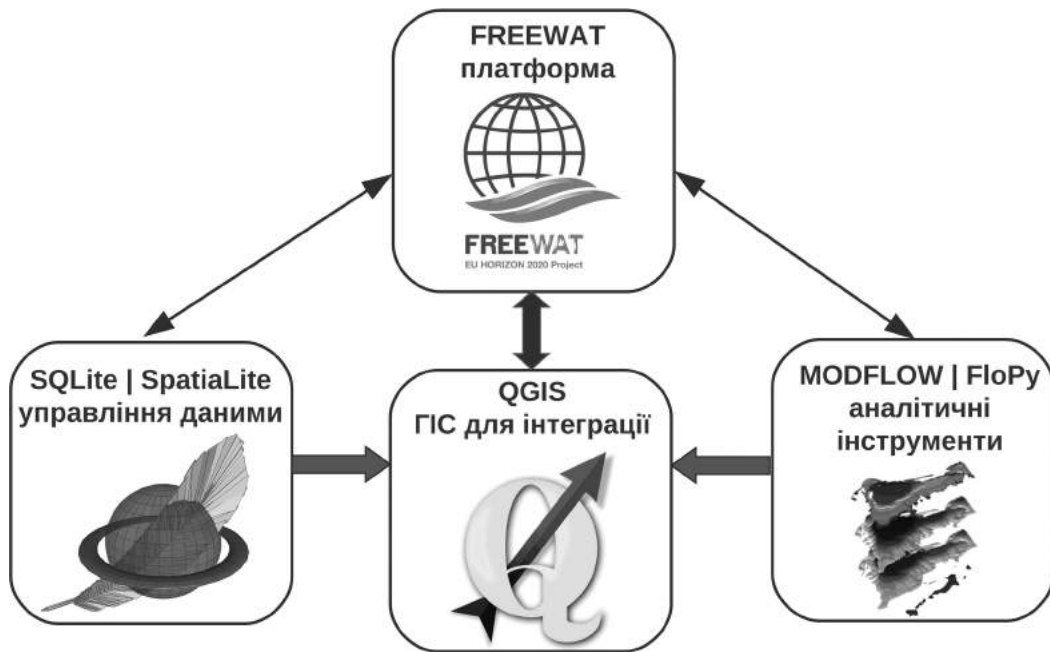 FREEWAT
платформа
FREEWAT
EU HORIZON 2020 Project
SQLite | SpatiaLite
управління даними
QGIS
ГІС для інтеграції
MODFLOW | FloPy
аналітичні
інструменти